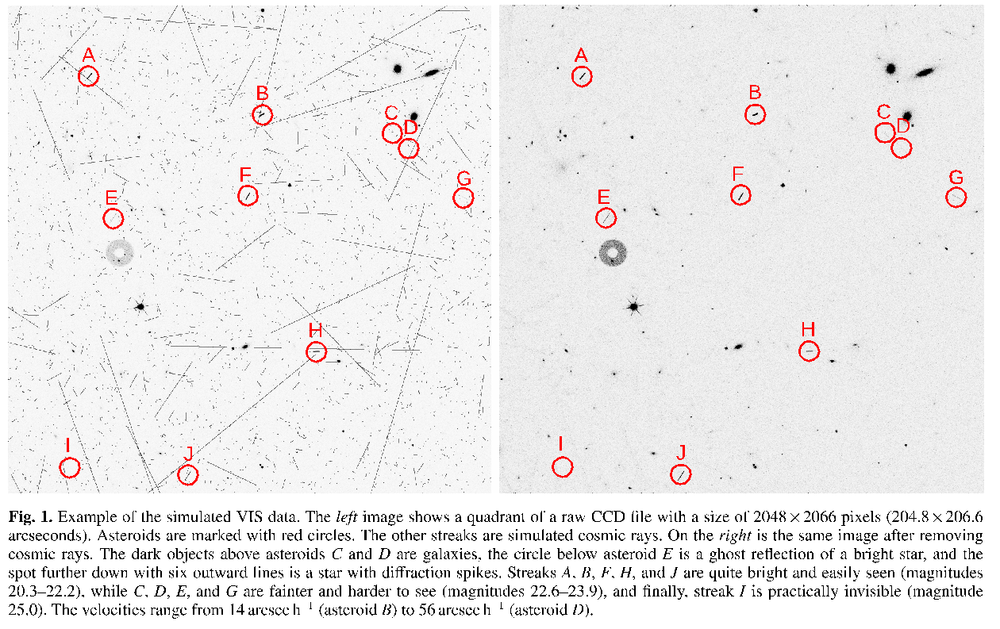 A
B
C
D
E
F
G
H
I
J
A
B
C
D
E
F
G
H
I
J
Fig. 1. Example of the simulated VIS data. The left image shows a quadrant of a raw CCD file with a size of 2048 × 2066 pixels (204.8 × 206.6
arcseconds). Asteroids are marked with red circles. The other streaks are simulated cosmic rays. On the right is the same image after removing
cosmic rays. The dark objects above asteroids C and D are galaxies, the circle below asteroid E is a ghost reflection of a bright star, and the
spot further down with six outward lines is a star with diffraction spikes. Streaks A, B, F, H, and J are quite bright and easily seen (magnitudes
20.3–22.2), while C, D, E, and G are fainter and harder to see (magnitudes 22.6–23.9), and finally, streak I is practically invisible (magnitude
25.0). The velocities range from 14 arcsec h⁻¹ (asteroid B) to 56 arcsec h⁻¹ (asteroid D).